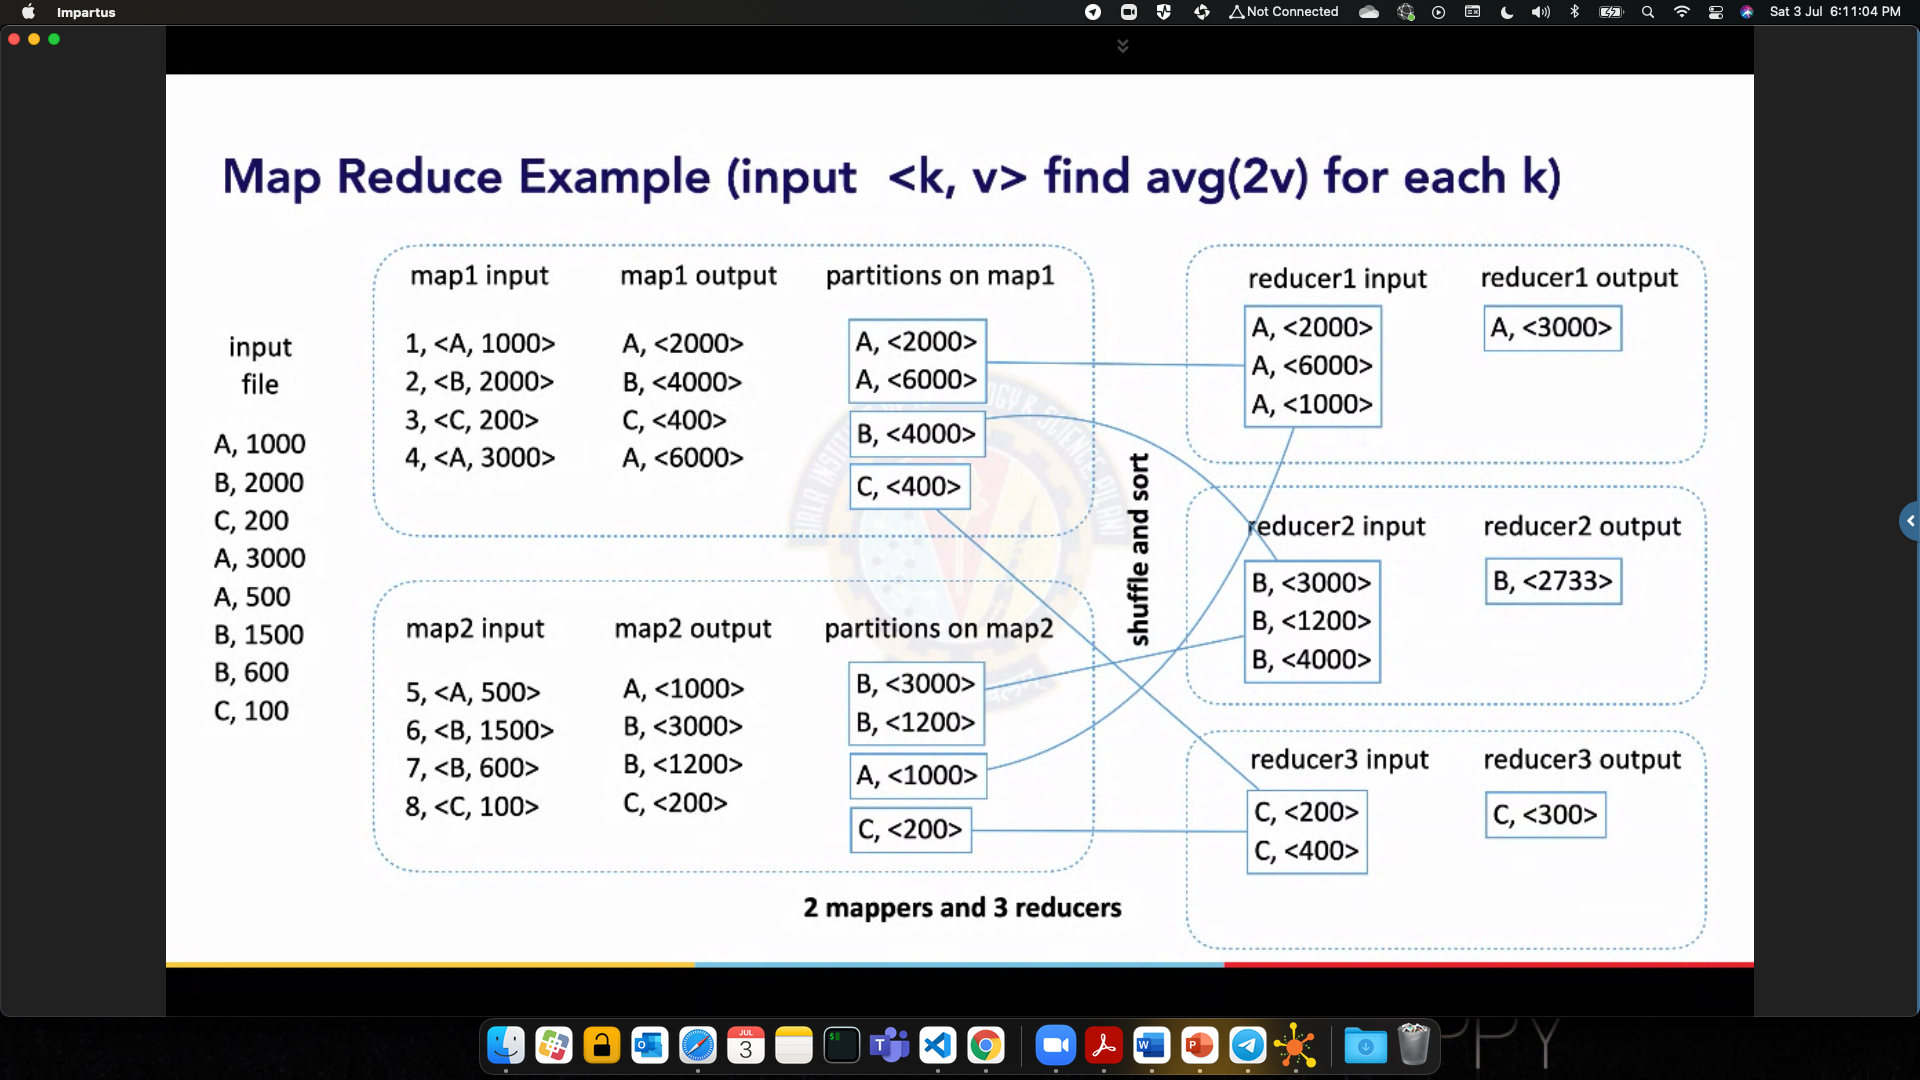 Impartus
Not Connected
Sat 3 Jul 6:11:04 PM
Map Reduce Example (input <k, v> find avg(2v) for each k)
input
file
A, 1000
B, 2000
C, 200
A, 3000
A, 500
B, 1500
B, 600
C, 100
map1 input
1, <A, 1000>
2, <B, 2000>
3, <C, 200>
4, <A, 3000>
map1 output
A, <2000>
B, <4000>
C, <400>
A, <6000>
partitions on map1
A, <2000>
A, <6000>
B, <4000>
C, <400>
map2 input
5, <A, 500>
6, <B, 1500>
7, <B, 600>
8, <C, 100>
map2 output
A, <1000>
B, <3000>
B, <1200>
C, <200>
partitions on map2
B, <3000>
B, <1200>
A, <1000>
C, <200>
shuffle and sort
reducer1 input
A, <2000>
A, <6000>
A, <1000>
reducer1 output
A, <3000>
reducer2 input
B, <3000>
B, <1200>
B, <4000>
reducer2 output
B, <2733>
reducer3 input
C, <200>
C, <400>
reducer3 output
C, <300>
2 mappers and 3 reducers
JUL
3
PPY